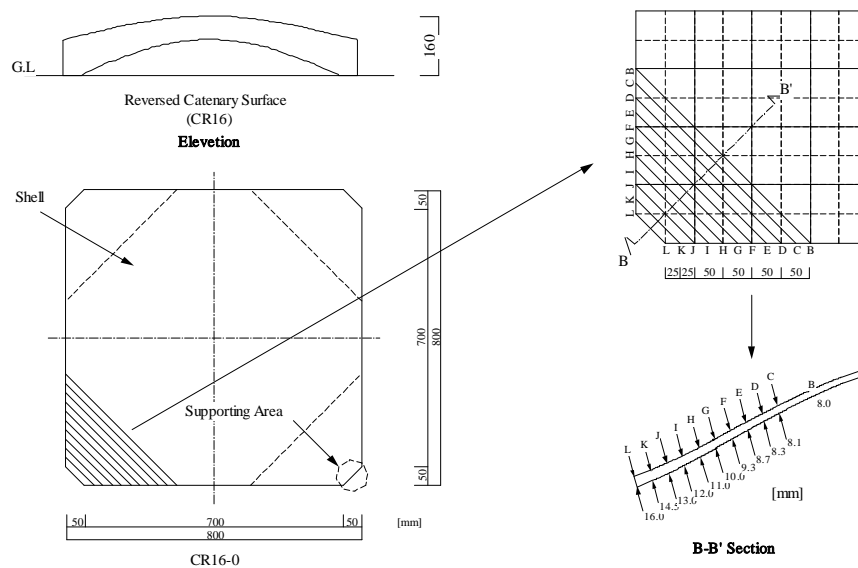 160
G.L
Reversed Catenary Surface
(CR16)
Elevetion
Shell
50
700
800
50
Supporting Area
50 700 50 [mm]
800
CR16-0
B
C
D
E
F
G
H
I
J
K
L
B'
B
L K J I H G F E D C B
25 25 50 50 50 50
L K J I H G F E D C B
8.0
8.1
8.3
8.7
9.3
10.0
11.0
12.0
13.0
14.5
16.0
[mm]
B-B' Section